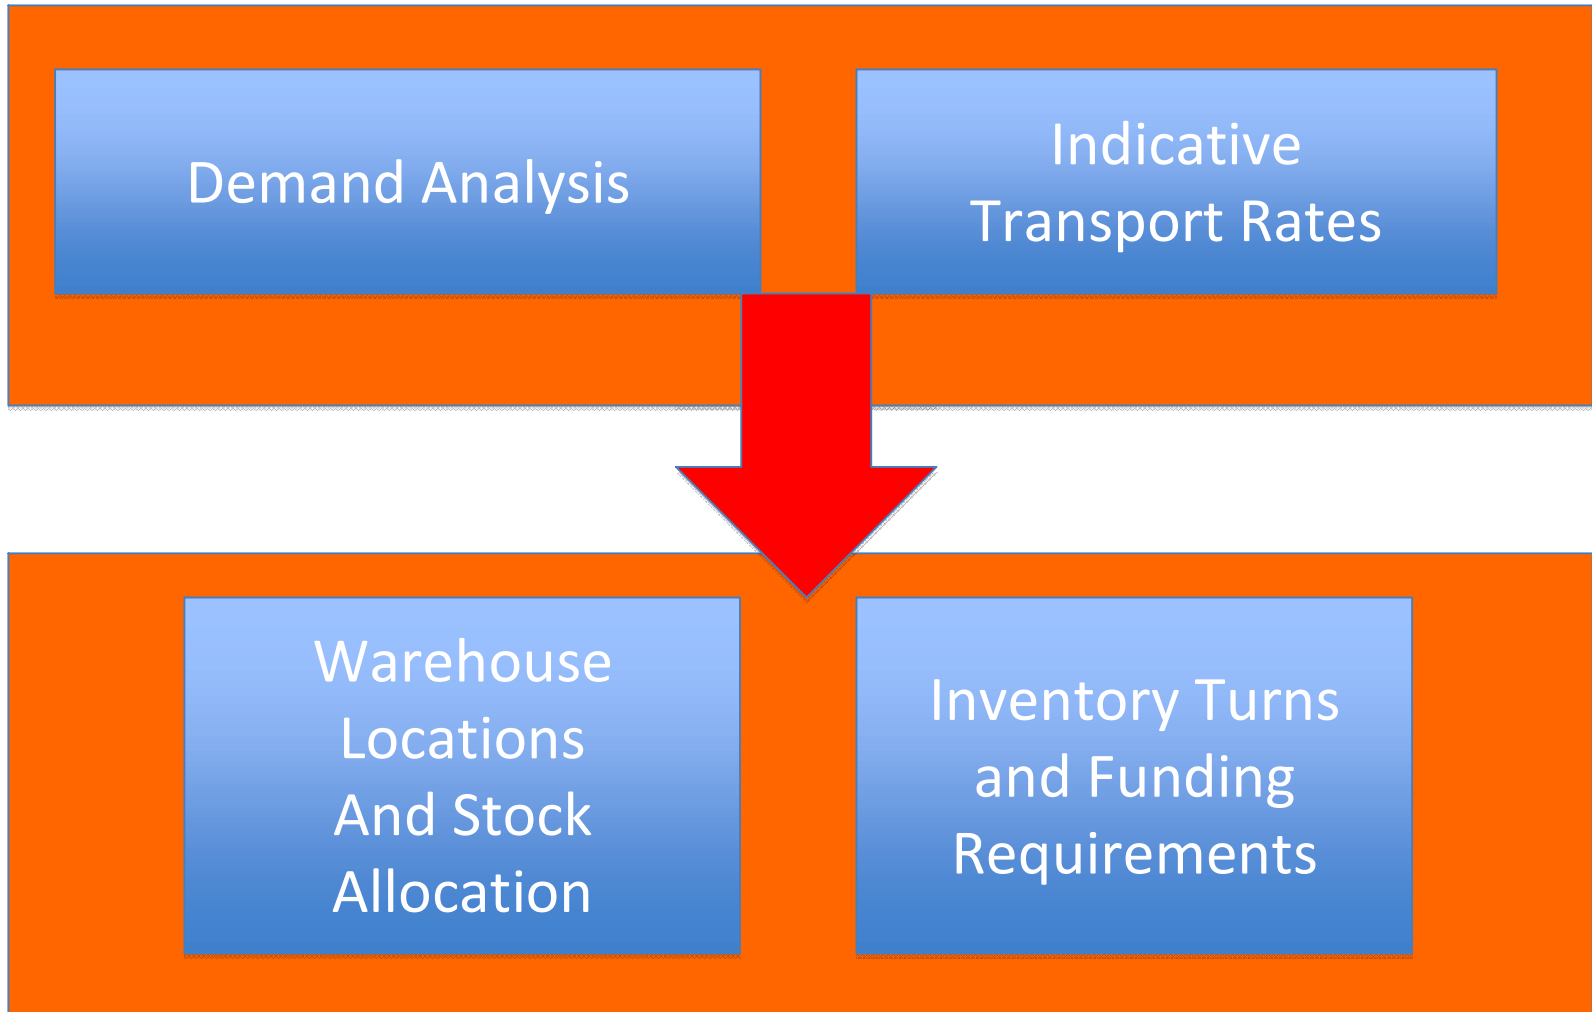 Demand Analysis
Indicative
Transport Rates
Warehouse
Locations
And Stock
Allocation
Inventory Turns
and Funding
Requirements